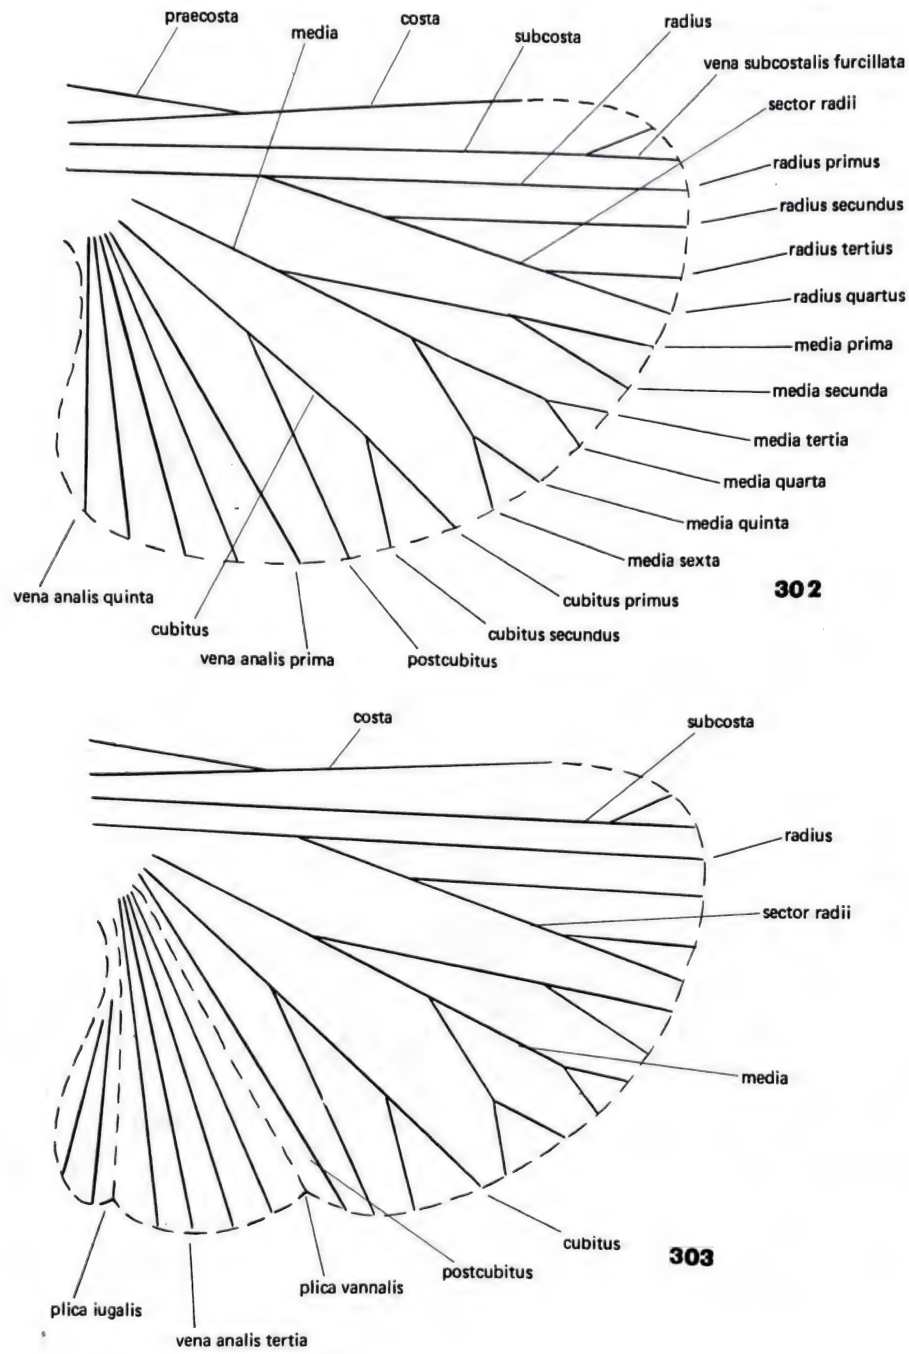 praecosta
costa
radius
media
subcosta
vena subcostalis furcillata
sector radii
radius primus
radius secundus
radius tertius
radius quartus
media prima
media secunda
media tertia
media quarta
media quinta
media sexta
302
vena analis quinta
cubitus primus
cubitus
cubitus secundus
vena analis prima
postcubitus
costa
subcosta
radius
sector radii
media
cubitus
303
postcubitus
plica vannalis
plica iugalis
vena analis tertia